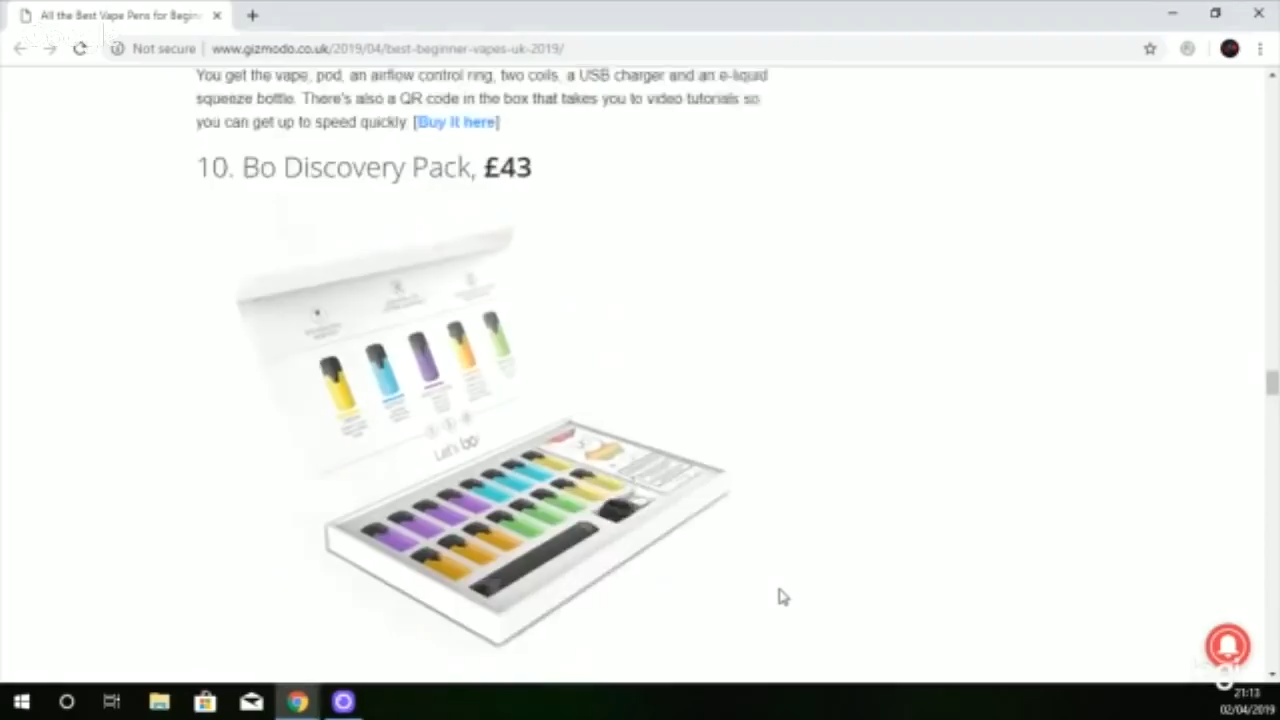 All the Best Vape Pens for Begin
Not secure | www.gizmodo.co.uk/2019/04/best-beginner-vapes-uk-2019/
You get the vape, pod, an airflow control ring, two coils, a USB charger and an e-liquid
squeeze bottle. There's also a QR code in the box that takes you to video tutorials so
you can get up to speed quickly. [Buy It here]
10. Bo Discovery Pack, £43
Let's bo
21:13
02/04/2019